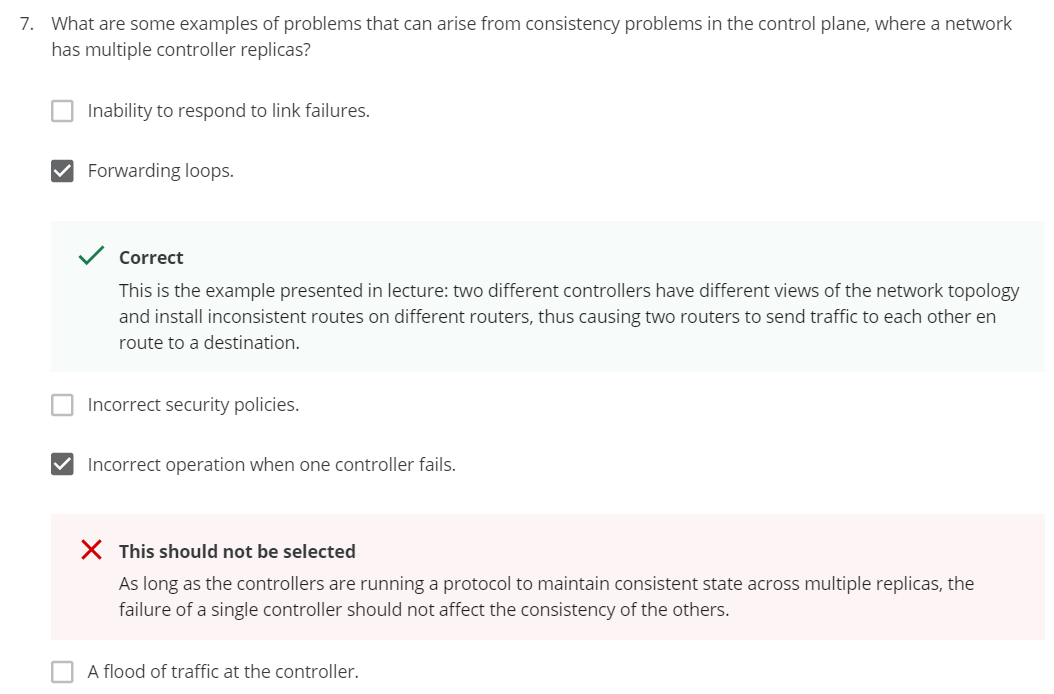 7. What are some examples of problems that can arise from consistency problems in the control plane, where a network
has multiple controller replicas?
Inability to respond to link failures.
Forwarding loops.
Correct
This is the example presented in lecture: two different controllers have different views of the network topology
and install inconsistent routes on different routers, thus causing two routers to send traffic to each other en
route to a destination.
Incorrect security policies.
Incorrect operation when one controller fails.
This should not be selected
As long as the controllers are running a protocol to maintain consistent state across multiple replicas, the
failure of a single controller should not affect the consistency of the others.
A flood of traffic at the controller.